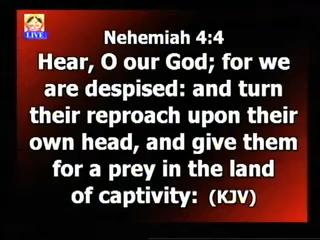 LIVE
Nehemiah 4:4
Hear, O our God; for we
are despised: and turn
their reproach upon their
own head, and give them
for a prey in the land
of captivity: (KJV)